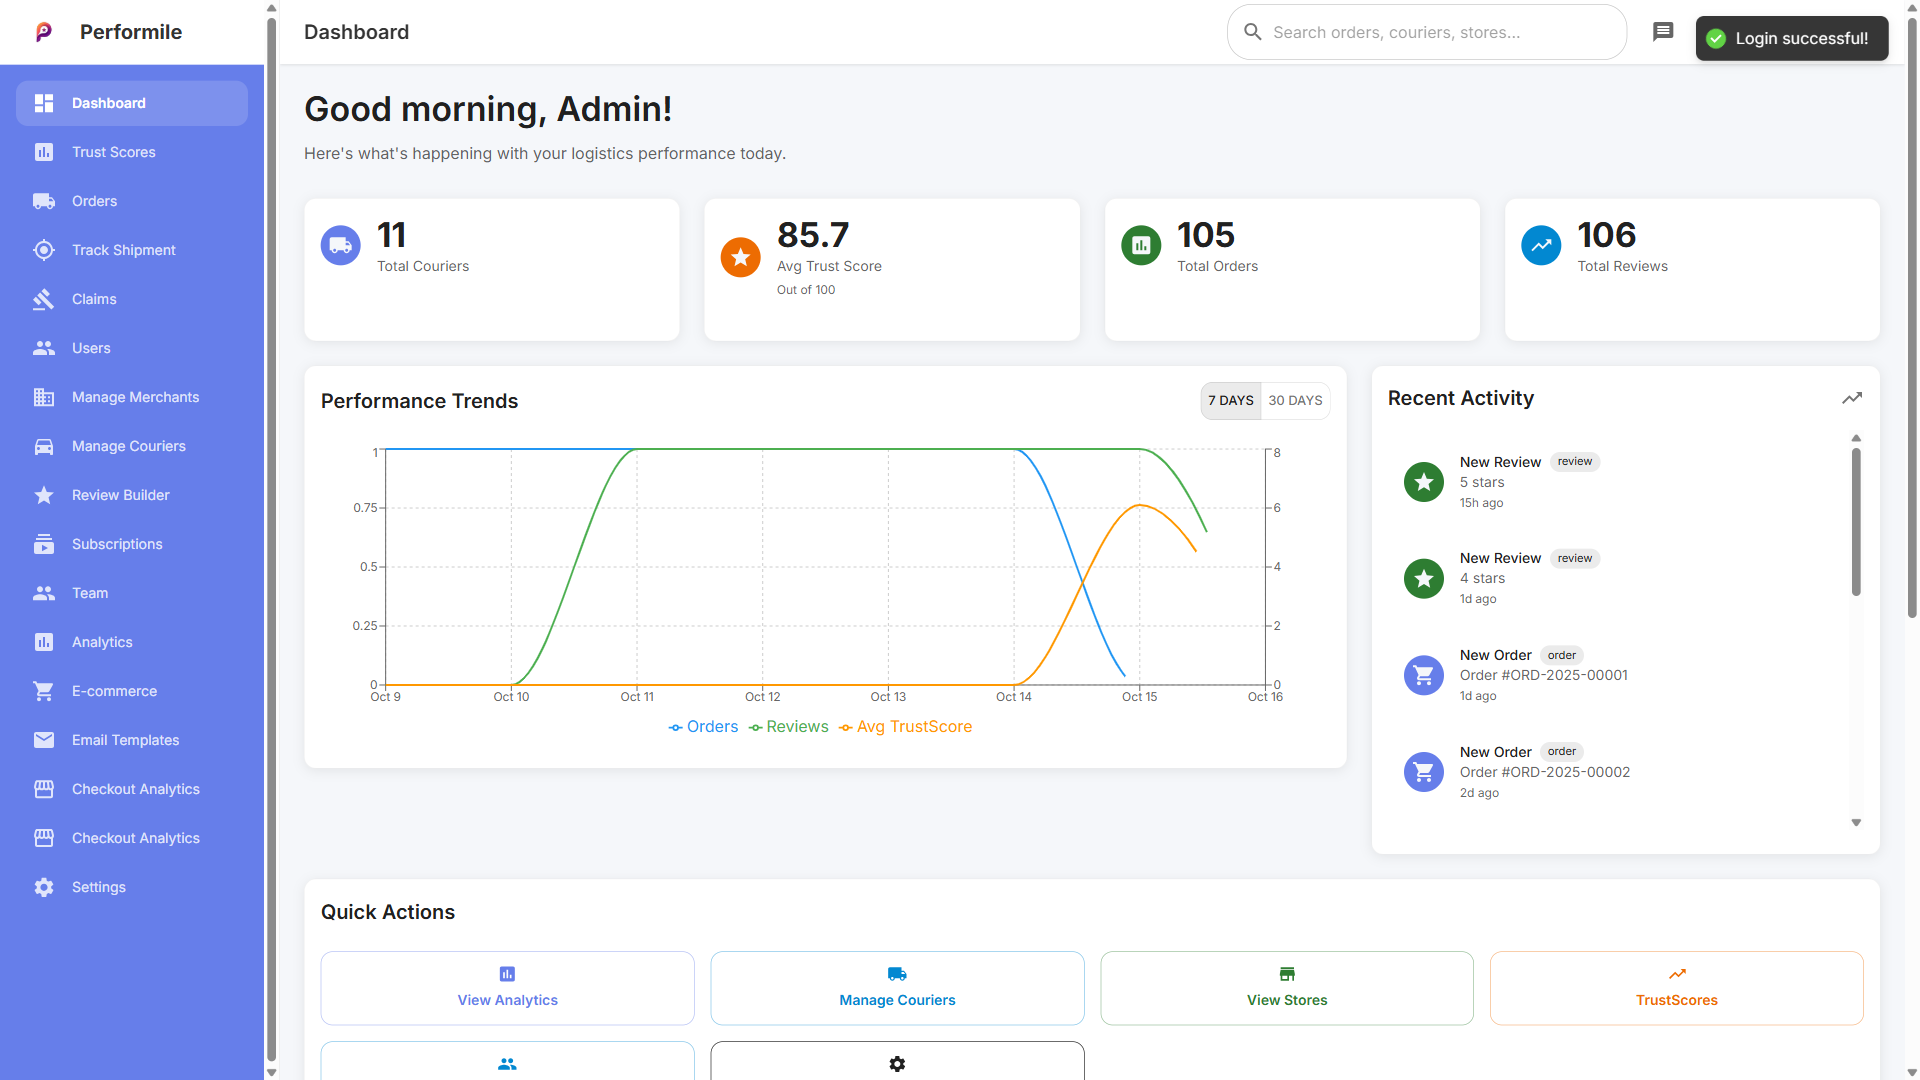 Performile
Dashboard
Search orders, couriers, stores...
Login successful!
Dashboard
Trust Scores
Orders
Track Shipment
Claims
Users
Manage Merchants
Manage Couriers
Review Builder
Subscriptions
Team
Analytics
E-commerce
Email Templates
Checkout Analytics
Checkout Analytics
Settings
Good morning, Admin!
Here's what's happening with your logistics performance today.
11
Total Couriers
85.7
Avg Trust Score
Out of 100
105
Total Orders
106
Total Reviews
Performance Trends
7 DAYS 30 DAYS
1
0.75
0.5
0.25
0
8
6
4
2
0
Oct 9 Oct 10 Oct 11 Oct 12 Oct 13 Oct 14 Oct 15 Oct 16
Orders Reviews Avg TrustScore
Recent Activity
New Review review
5 stars
15h ago
New Review review
4 stars
1d ago
New Order order
Order #ORD-2025-00001
1d ago
New Order order
Order #ORD-2025-00002
2d ago
Quick Actions
View Analytics
Manage Couriers
View Stores
TrustScores